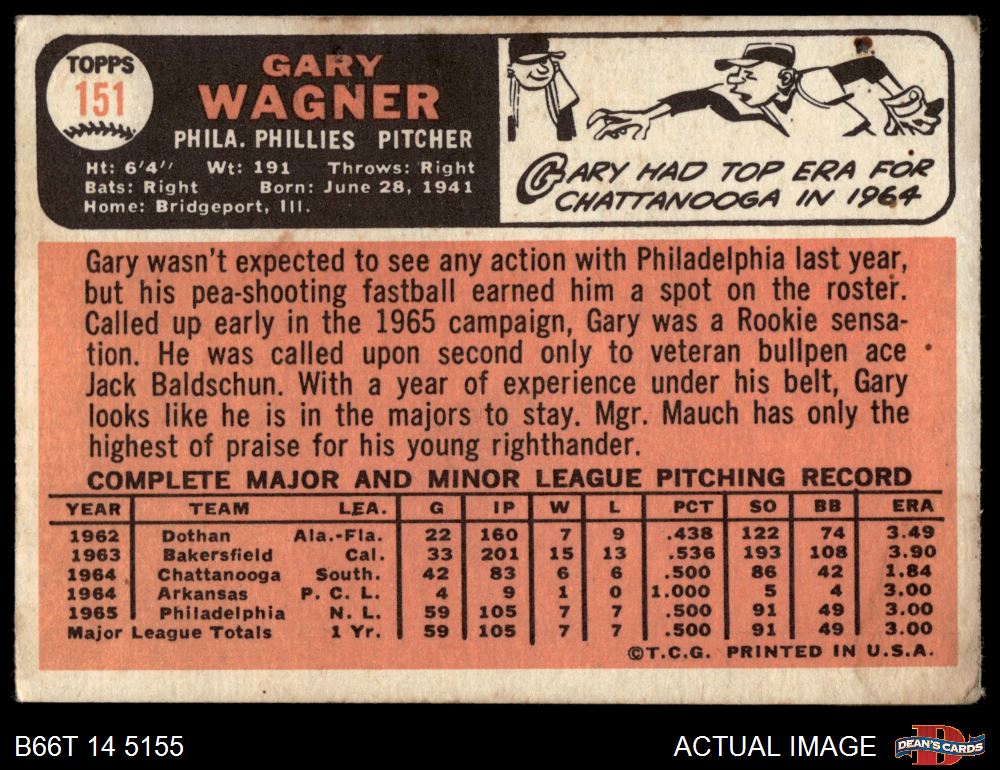 TOPPS
151
GARY
WAGNER
PHILA. PHILLIES PITCHER
Ht: 6'4" Wt: 191 Throws: Right
Bats: Right Born: June 28, 1941
Home: Bridgeport, Ill.
GARY HAD TOP ERA FOR
CHATTANOOGA IN 1964
Gary wasn't expected to see any action with Philadelphia last year,
but his pea-shooting fastball earned him a spot on the roster.
Called up early in the 1965 campaign, Gary was a Rookie sensa-
tion. He was called upon second only to veteran bullpen ace
Jack Baldschun. With a year of experience under his belt, Gary
looks like he is in the majors to stay. Mgr. Mauch has only the
highest of praise for his young righthander.
COMPLETE MAJOR AND MINOR LEAGUE PITCHING RECORD
YEAR TEAM LEA. G IP W L PCT SO BB ERA
1962 Dothan Ala.-Fla. 22 160 7 9 .438 122 74 3.49
1963 Bakersfield Cal. 33 201 15 13 .536 193 108 3.90
1964 Chattanooga South. 42 83 6 6 .500 86 42 1.84
1964 Arkansas P. C. L. 4 9 1 0 1.000 5 4 3.00
1965 Philadelphia N. L. 59 105 7 7 .500 91 49 3.00
Major League Totals 1 Yr. 59 105 7 7 .500 91 49 3.00
©T.C.G. PRINTED IN U.S.A.
B66T 14 5155
ACTUAL IMAGE
D
DEAN'S CARDS